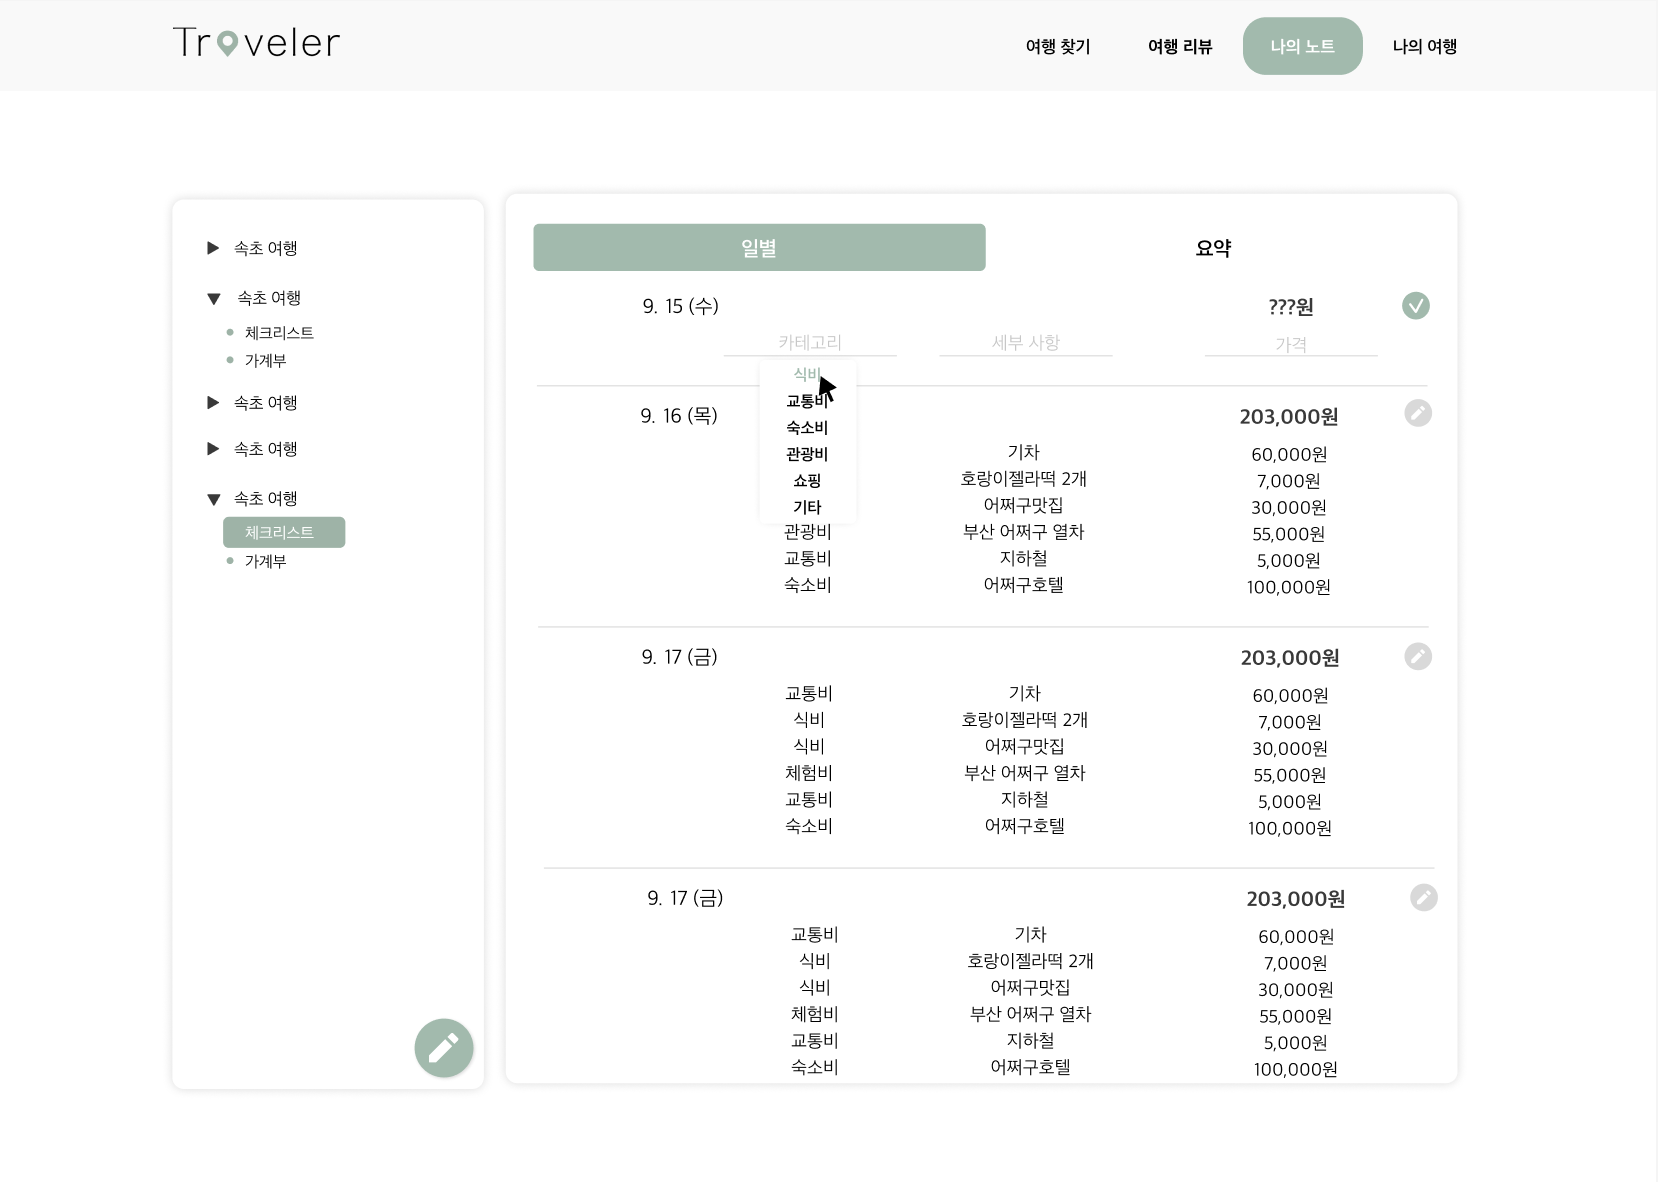 Troveler
여행 찾기 여행 리뷰 나의 노트 나의 여행
속초 여행
속초 여행
체크리스트
가계부
속초 여행
속초 여행
속초 여행
체크리스트
가계부
일별 요약
9. 15 (수) ???원
카테고리 세부 사항 가격
식비
교통비
숙소비
관광비
쇼핑
기타
9. 16 (목) 203,000원
기차 60,000원
호랑이젤라떡 2개 7,000원
어쩌구맛집 30,000원
관광비 부산 어쩌구 열차 55,000원
교통비 지하철 5,000원
숙소비 어쩌구호텔 100,000원
9. 17 (금) 203,000원
교통비 기차 60,000원
식비 호랑이젤라떡 2개 7,000원
식비 어쩌구맛집 30,000원
체험비 부산 어쩌구 열차 55,000원
교통비 지하철 5,000원
숙소비 어쩌구호텔 100,000원
9. 17 (금) 203,000원
교통비 기차 60,000원
식비 호랑이젤라떡 2개 7,000원
식비 어쩌구맛집 30,000원
체험비 부산 어쩌구 열차 55,000원
교통비 지하철 5,000원
숙소비 어쩌구호텔 100,000원